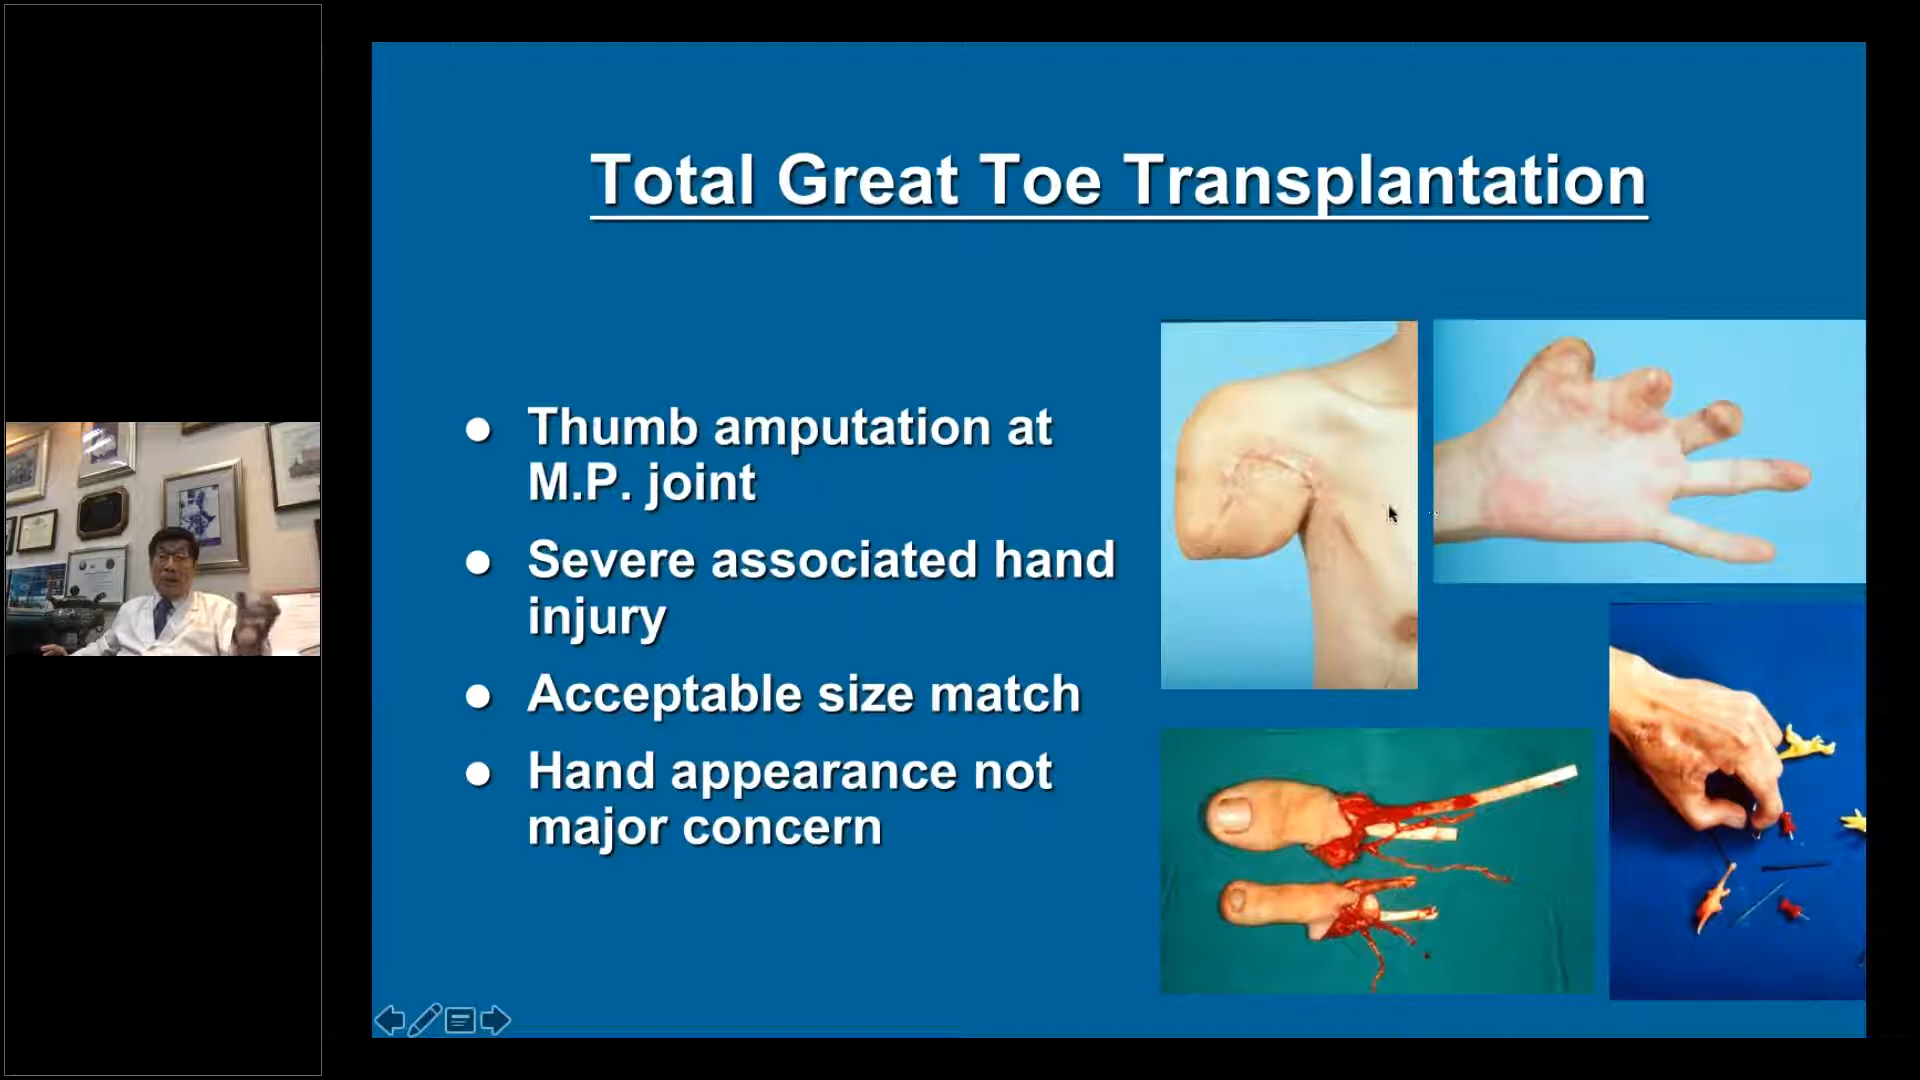 Total Great Toe Transplantation
Thumb amputation at
M.P. joint
Severe associated hand
injury
Acceptable size match
Hand appearance not
major concern